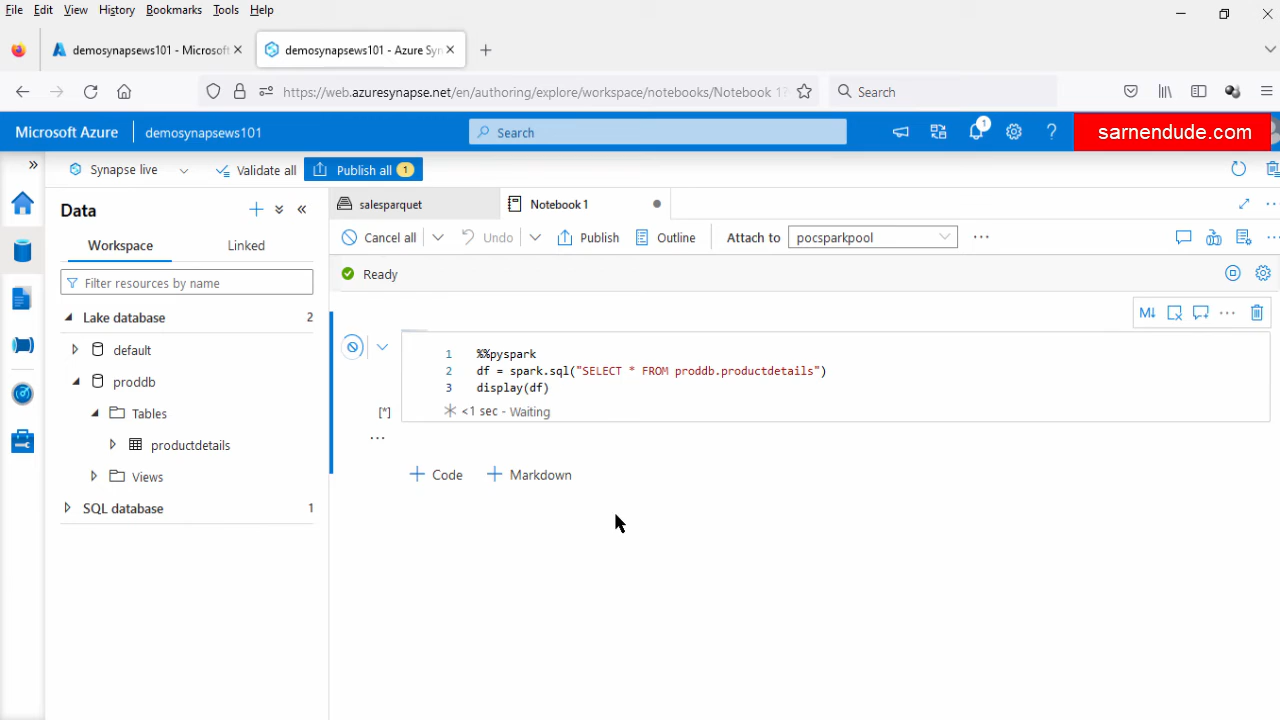 File Edit View History Bookmarks Tools Help
demosynapsews101 - Microsoft
demosynapsews101 - Azure Syn
https://web.azuresynapse.net/en/authoring/explore/workspace/notebooks/Notebook 1
Search
Microsoft Azure
demosynapsews101
Search
1
sarnendude.com
Synapse live
Validate all
Publish all 1
Data
salesparquet
Notebook 1
Workspace
Linked
Cancel all
Undo
Publish
Outline
Attach to
pocsparkpool
Filter resources by name
Ready
Lake database 2
M↓
default
proddb
Tables
productdetails
Views
SQL database 1
1 %%pyspark
2 df = spark.sql("SELECT * FROM proddb.productdetails")
3 display(df)
[*]
<1 sec - Waiting
+ Code
+ Markdown